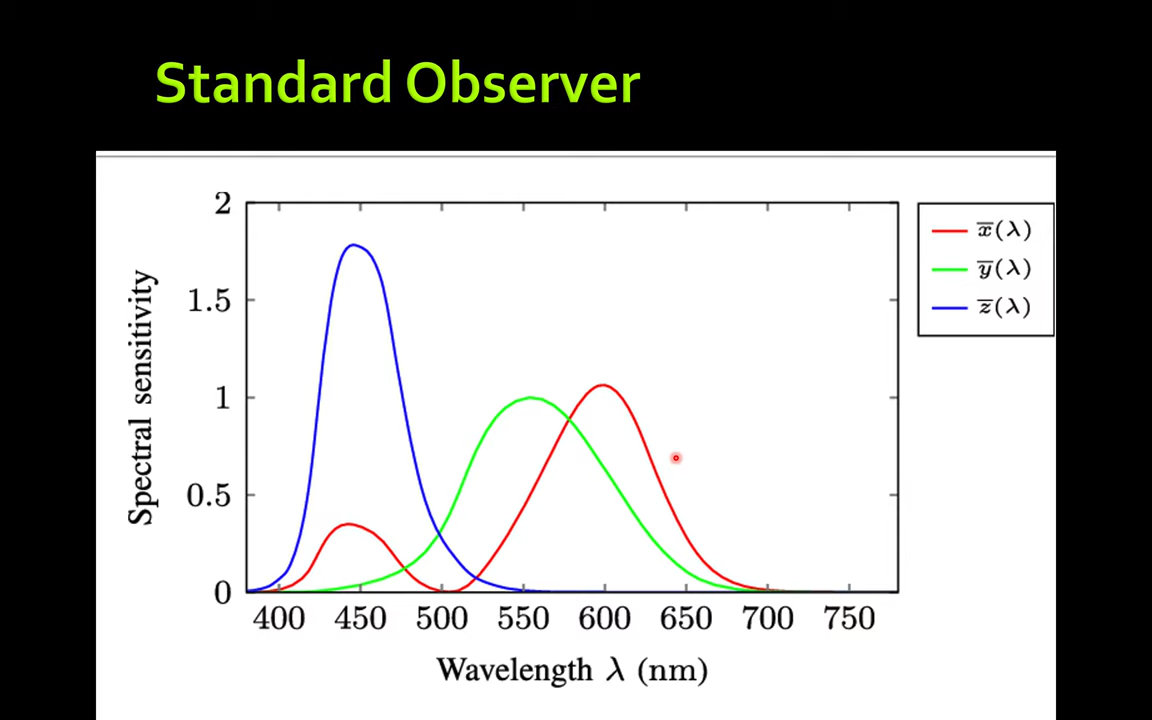 Standard Observer
2
1.5
1
0.5
0
Spectral sensitivity
400 450 500 550 600 650 700 750
Wavelength λ (nm)
x̅(λ)
y̅(λ)
z̅(λ)